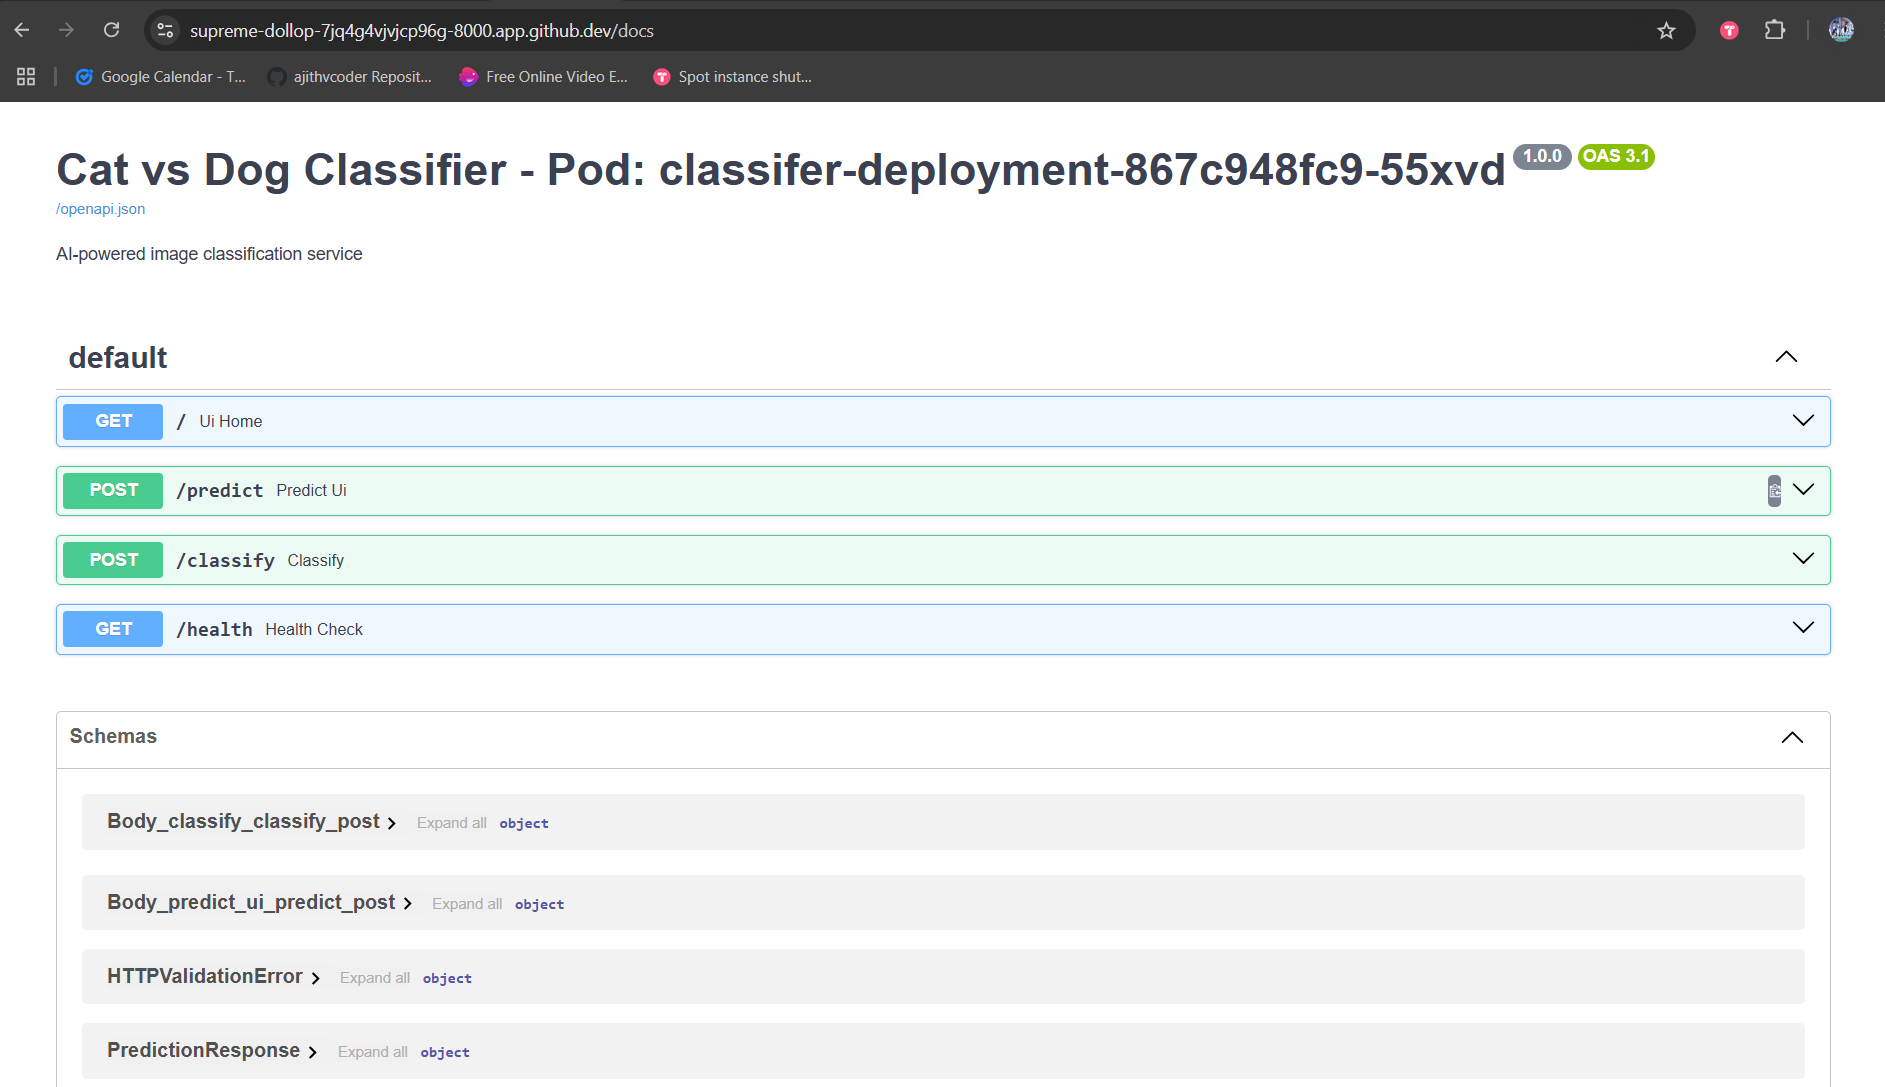 supreme-dollop-7jq4g4vjvjcp96g-8000.app.github.dev/docs
Google Calendar - T...
ajithvcoder Reposit...
Free Online Video E...
Spot instance shut...
Cat vs Dog Classifier - Pod: classifer-deployment-867c948fc9-55xvd 1.0.0 OAS 3.1
/openapi.json
AI-powered image classification service
default
GET / Ui Home
POST /predict Predict Ui
POST /classify Classify
GET /health Health Check
Schemas
Body_classify_classify_post Expand all object
Body_predict_ui_predict_post Expand all object
HTTPValidationError Expand all object
PredictionResponse Expand all object